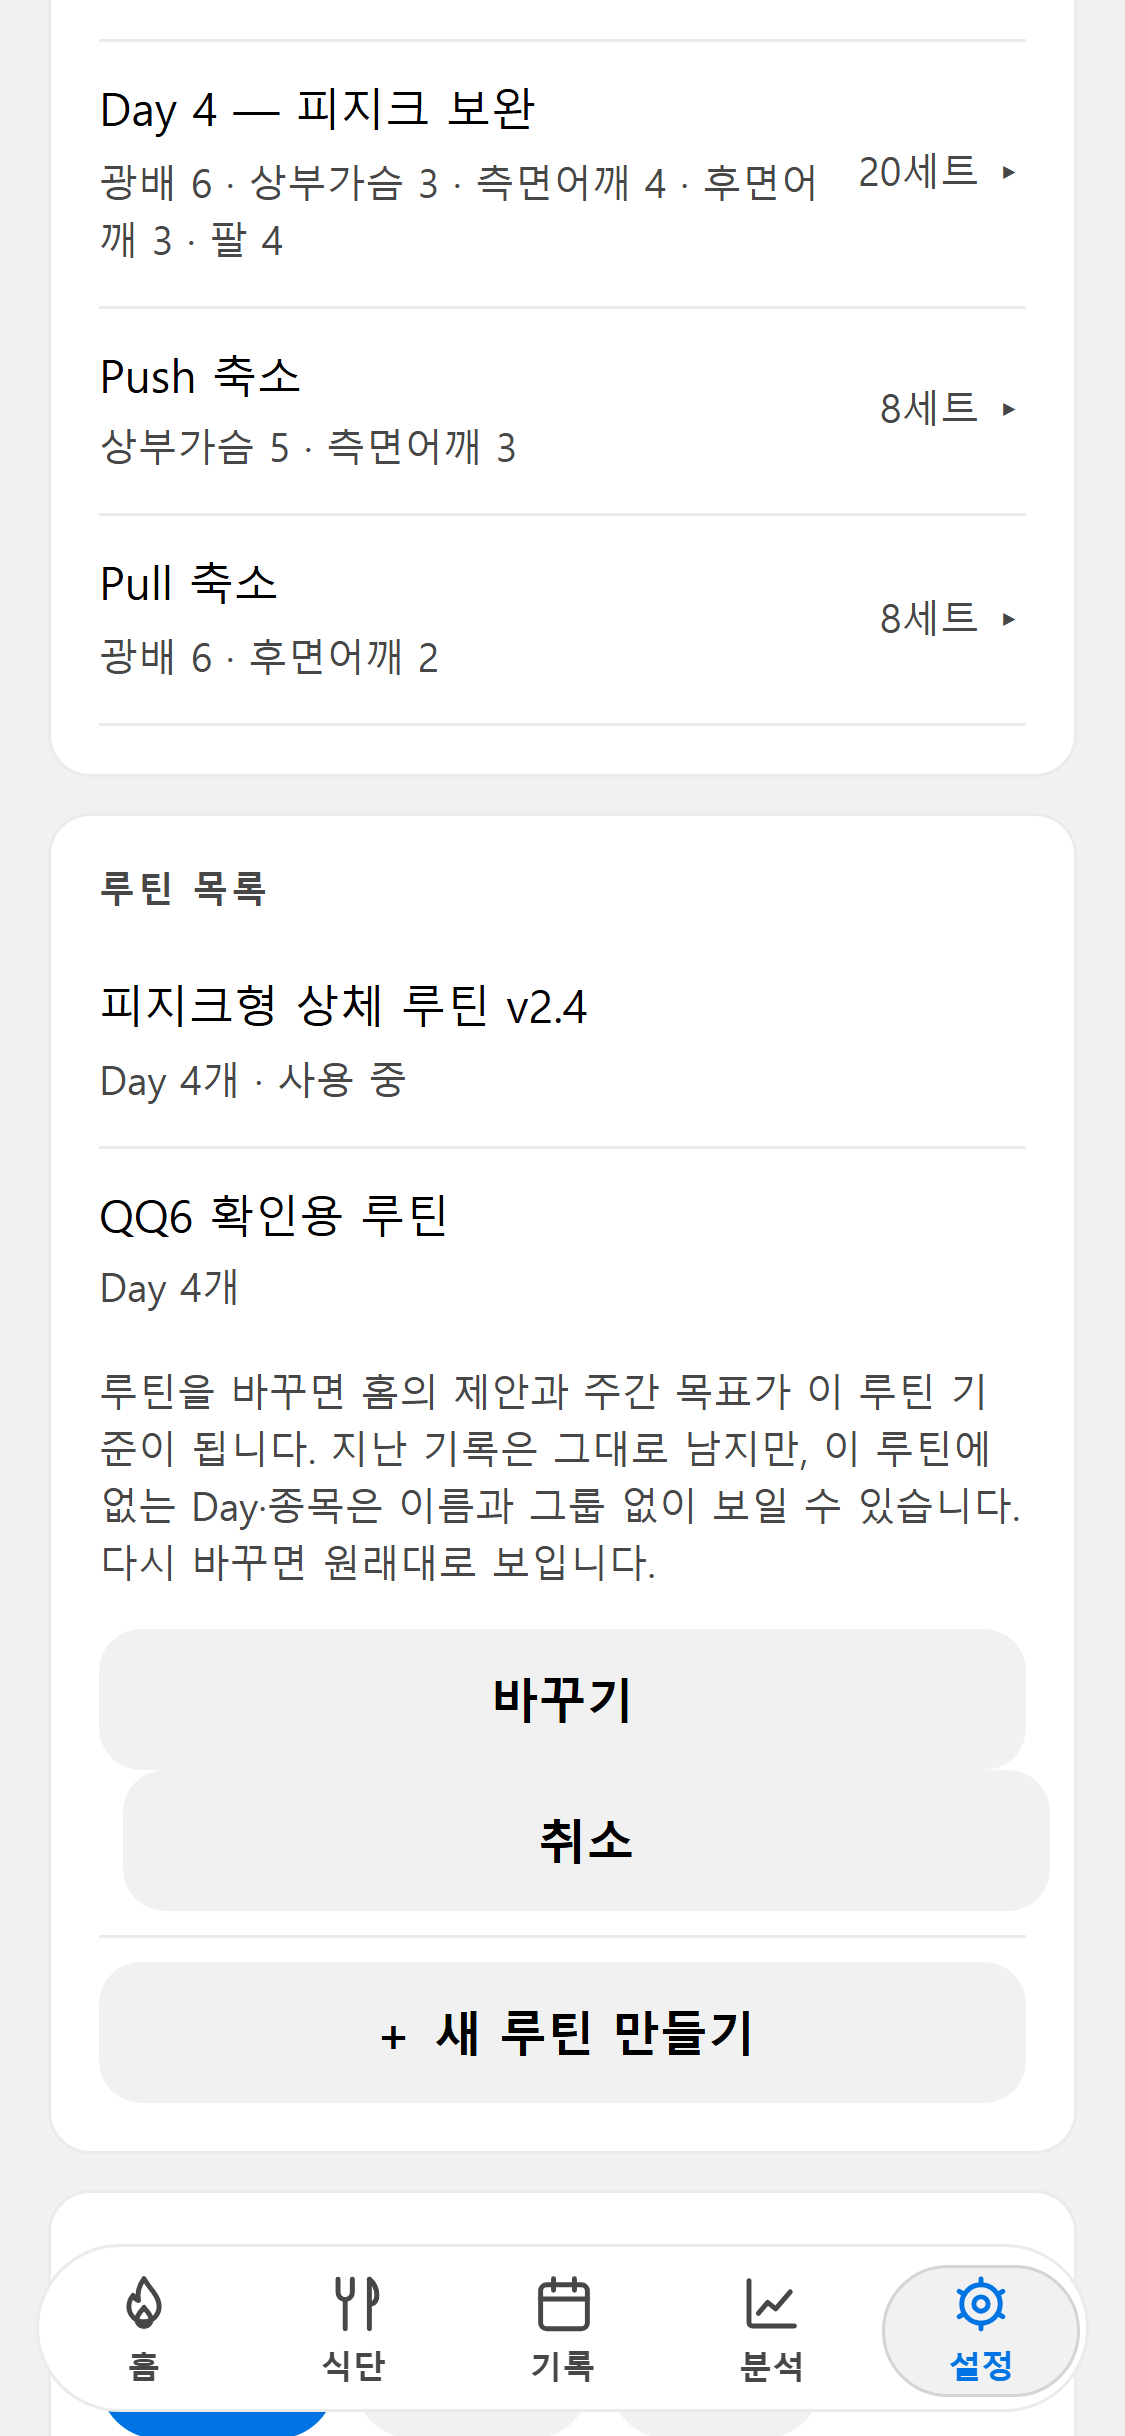 Day 4 — 피지크 보완
광배 6 · 상부가슴 3 · 측면어깨 4 · 후면어
깨 3 · 팔 4
20세트 ▸
Push 축소
상부가슴 5 · 측면어깨 3
8세트 ▸
Pull 축소
광배 6 · 후면어깨 2
8세트 ▸
루틴 목록
피지크형 상체 루틴 v2.4
Day 4개 · 사용 중
QQ6 확인용 루틴
Day 4개
루틴을 바꾸면 홈의 제안과 주간 목표가 이 루틴 기
준이 됩니다. 지난 기록은 그대로 남지만, 이 루틴에
없는 Day·종목은 이름과 그룹 없이 보일 수 있습니다.
다시 바꾸면 원래대로 보입니다.
바꾸기
취소
+ 새 루틴 만들기
홈
식단
기록
분석
설정